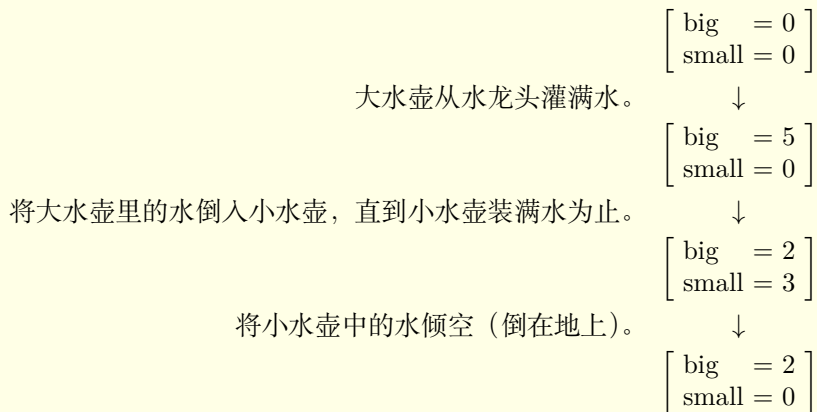 big = 0
small = 0
大水壶从水龙头灌满水。 ↓
big = 5
small = 0
将大水壶里的水倒入小水壶，直到小水壶装满水为止。 ↓
big = 2
small = 3
将小水壶中的水倾空（倒在地上）。 ↓
big = 2
small = 0